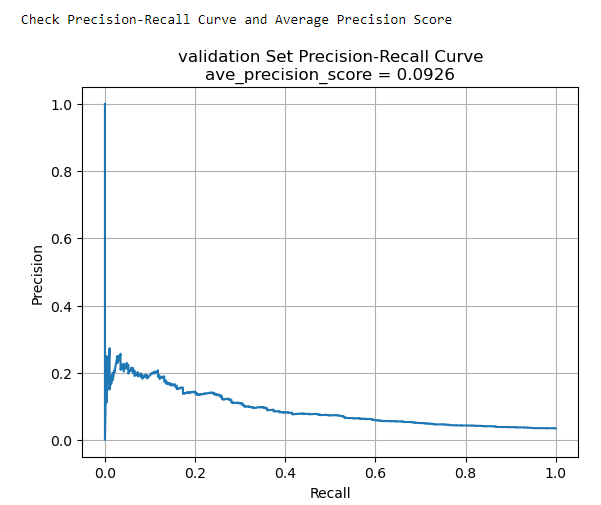 Check Precision-Recall Curve and Average Precision Score
validation Set Precision-Recall Curve
ave_precision_score = 0.0926
1.0
0.8
0.6
0.4
0.2
0.0
Precision
0.0 0.2 0.4 0.6 0.8 1.0
Recall